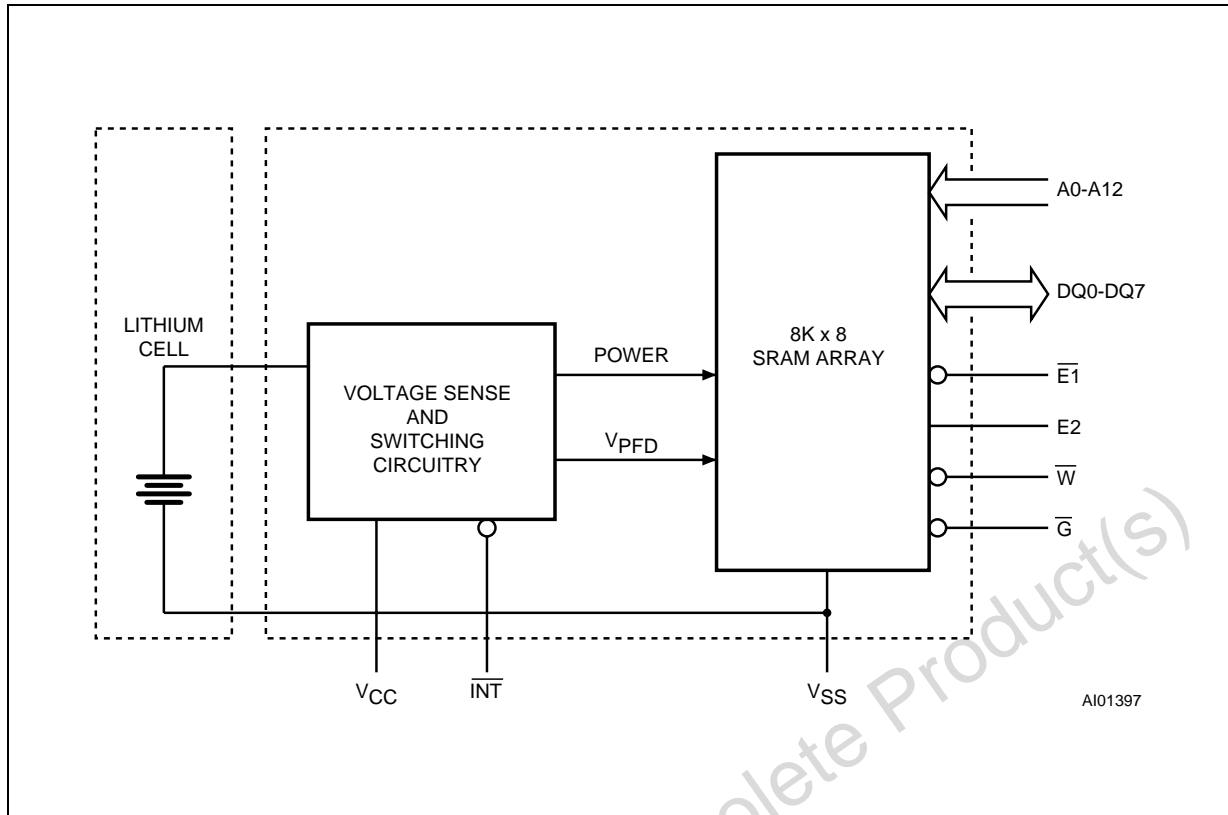 LITHIUM
CELL
VOLTAGE SENSE
AND
SWITCHING
CIRCUITRY
POWER
VPFD
8K x 8
SRAM ARRAY
A0-A12
DQ0-DQ7
E1
E2
W
G
VCC
INT
VSS
AI01397
olete Product(s)